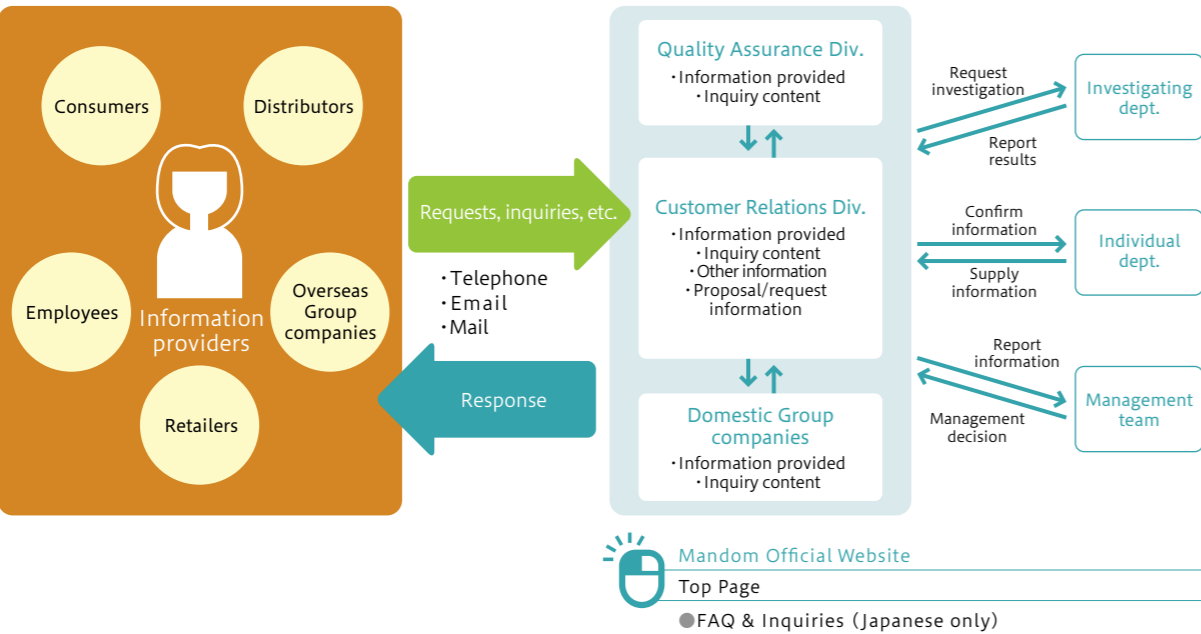 Consumers
Distributors
Employees
Information
providers
Overseas
Group
companies
Retailers
Requests, inquiries, etc.
・Telephone
・Email
・Mail
Response
Quality Assurance Div.
・Information provided
・Inquiry content
Customer Relations Div.
・Information provided
・Inquiry content
・Other information
・Proposal/request
information
Domestic Group
companies
・Information provided
・Inquiry content
Request
investigation
Report
results
Investigating
dept.
Confirm
information
Supply
information
Individual
dept.
Report
information
Management
decision
Management
team
Mandom Official Website
Top Page
●FAQ & Inquiries (Japanese only)